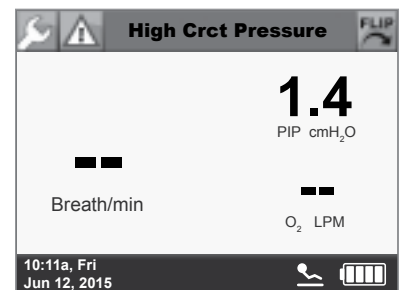 High Crct Pressure
FLIP
1.4
PIP cmH₂O
--
Breath/min
--
O₂ LPM
10:11a, Fri
Jun 12, 2015